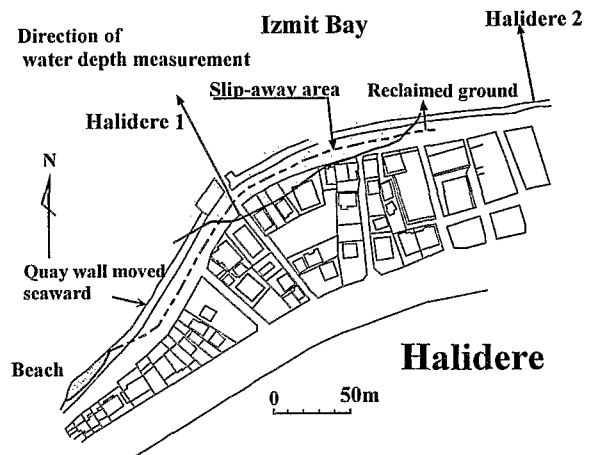 Izmit Bay
Halidere 2
Direction of
water depth measurement
Slip-away area
Reclaimed ground
Halidere 1
N
Quay wall moved
seaward
Beach
Halidere
0 50m